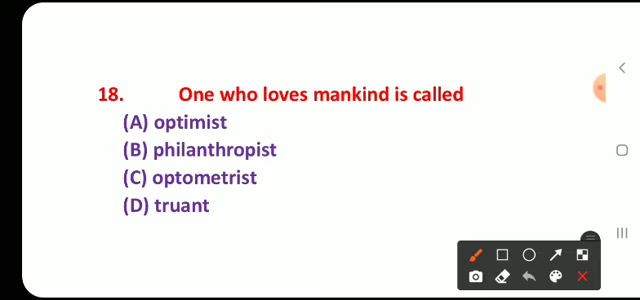 18. One who loves mankind is called
(A) optimist
(B) philanthropist
(C) optometrist
(D) truant